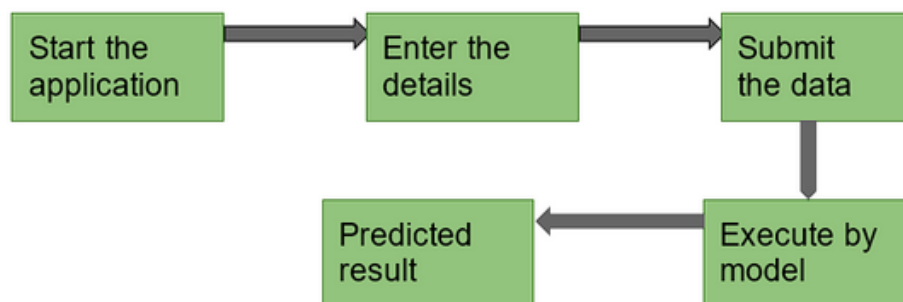 Start the
application
Enter the
details
Submit
the data
Execute by
model
Predicted
result